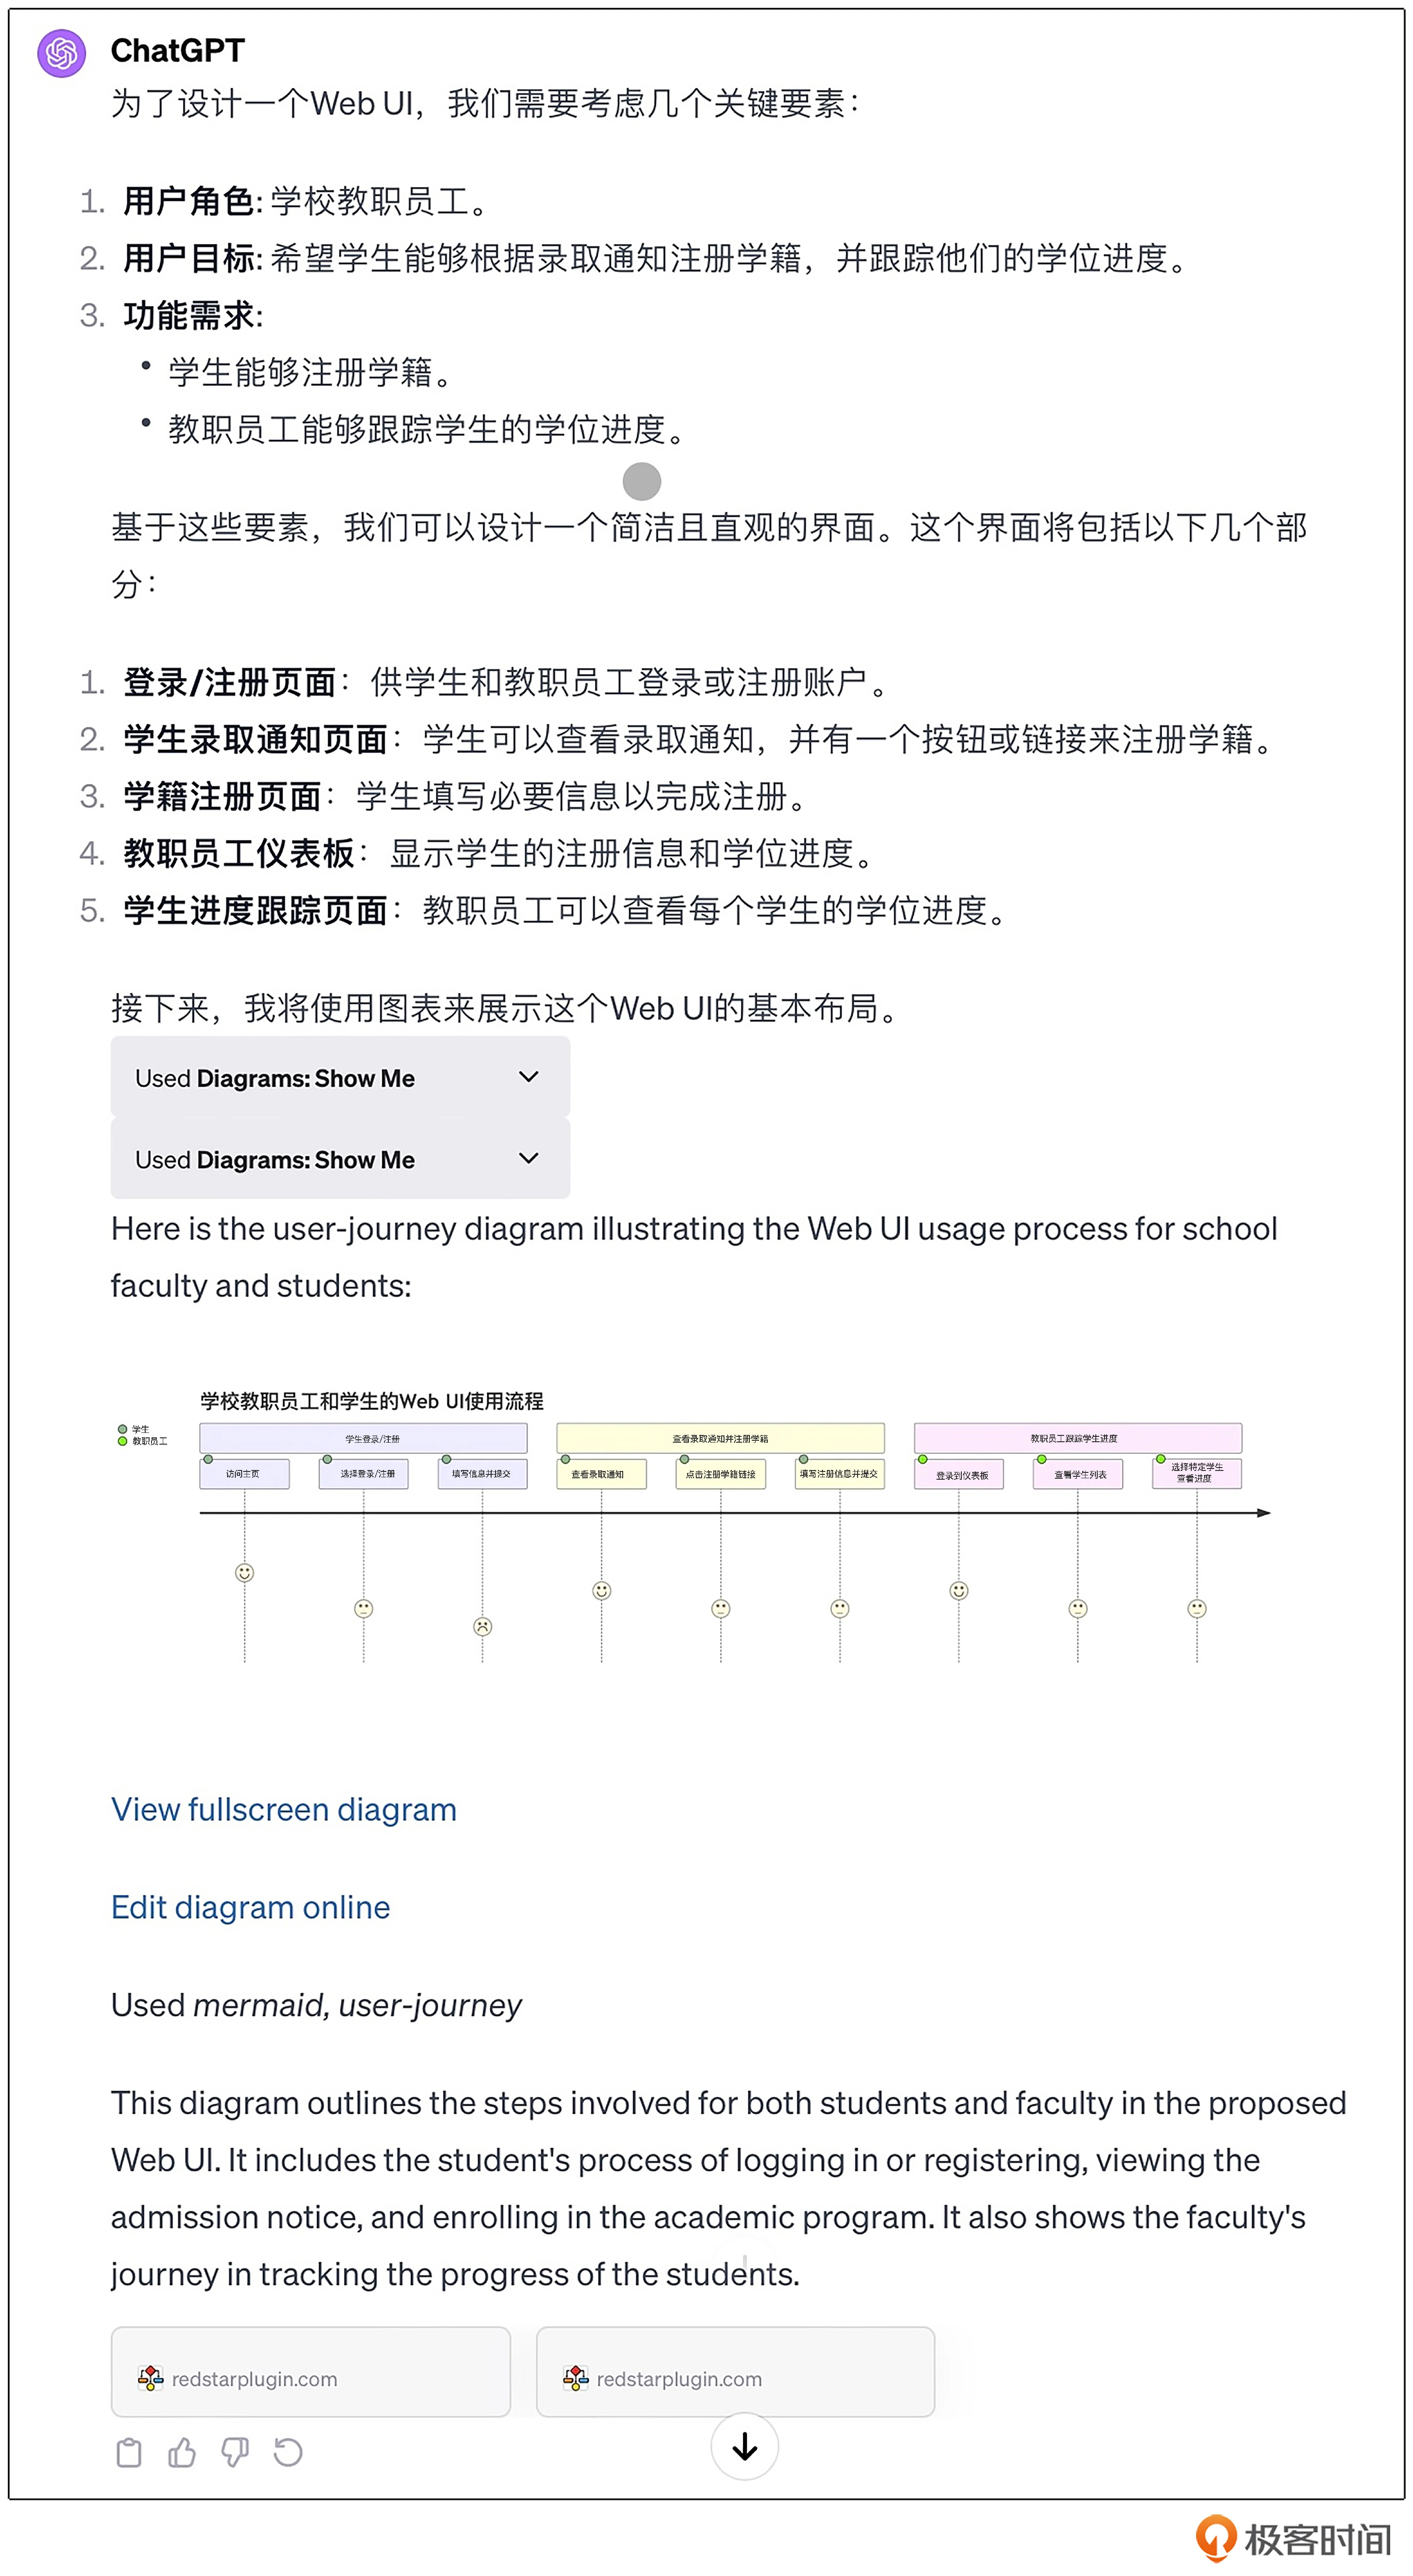 ChatGPT
为了设计一个Web UI，我们需要考虑几个关键要素：
1. 用户角色: 学校教职员工。
2. 用户目标: 希望学生能够根据录取通知注册学籍，并跟踪他们的学位进度。
3. 功能需求:
• 学生能够注册学籍。
• 教职员工能够跟踪学生的学位进度。
基于这些要素，我们可以设计一个简洁且直观的界面。这个界面将包括以下几个部
分：
1. 登录/注册页面：供学生和教职员工登录或注册账户。
2. 学生录取通知页面：学生可以查看录取通知，并有一个按钮或链接来注册学籍。
3. 学籍注册页面：学生填写必要信息以完成注册。
4. 教职员工仪表板：显示学生的注册信息和学位进度。
5. 学生进度跟踪页面：教职员工可以查看每个学生的学位进度。
接下来，我将使用图表来展示这个Web UI的基本布局。
Used Diagrams: Show Me
Used Diagrams: Show Me
Here is the user-journey diagram illustrating the Web UI usage process for school
faculty and students:
学校教职员工和学生的Web UI使用流程
学生
教职员工
学生登录/注册
查看录取通知并注册学籍
教职员工跟踪学生进度
访问主页
选择登录/注册
填写信息并提交
查看录取通知
点击注册学籍链接
填写注册信息并提交
登录到仪表板
查看学生列表
选择特定学生
查看进度
View fullscreen diagram
Edit diagram online
Used mermaid, user-journey
This diagram outlines the steps involved for both students and faculty in the proposed
Web UI. It includes the student's process of logging in or registering, viewing the
admission notice, and enrolling in the academic program. It also shows the faculty's
journey in tracking the progress of the students.
redstarplugin.com
redstarplugin.com
极客时间